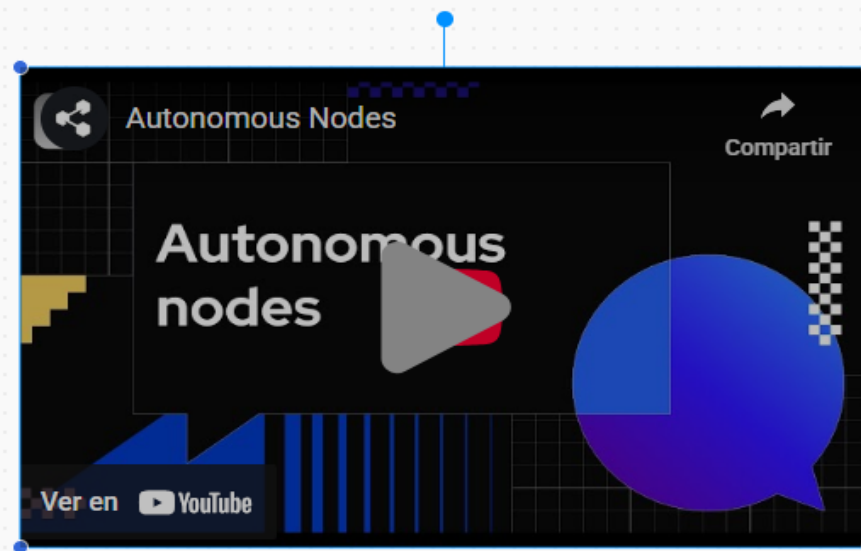 Autonomous Nodes
Compartir
Autonomous
nodes
Ver en YouTube